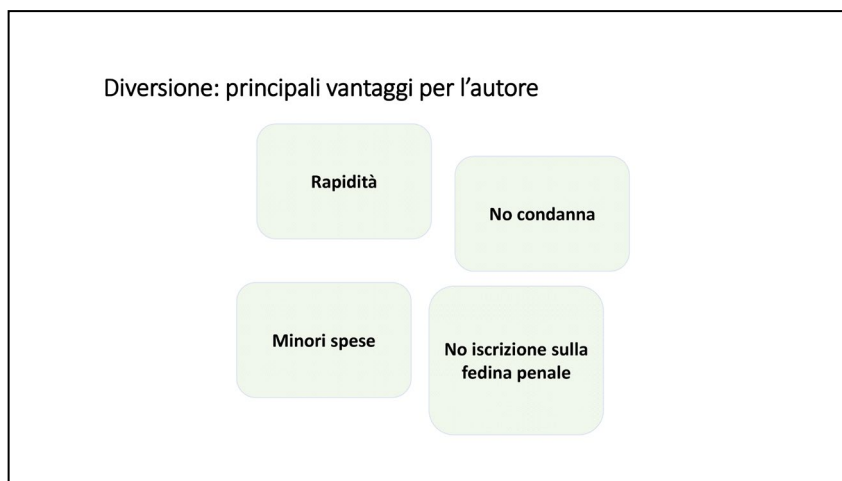 Diversione: principali vantaggi per l'autore
Rapidità
No condanna
Minori spese
No iscrizione sulla
fedina penale